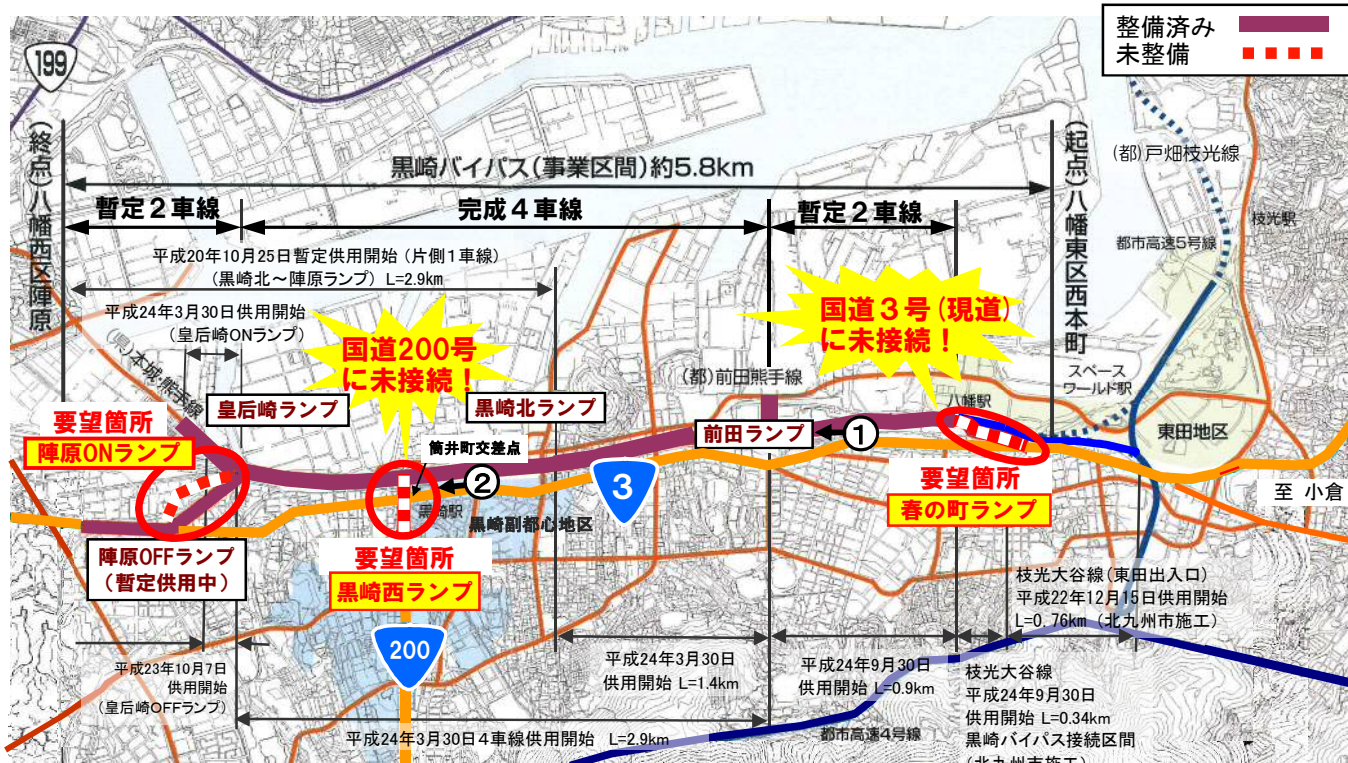 整備済み
未整備
199
(終点)八幡西区陣原
黒崎バイパス(事業区間)約5.8km
(起点)八幡東区西本町
(都)戸畑枝光線
枝光駅
都市高速5号線
暫定2車線
完成4車線
暫定2車線
平成20年10月25日暫定供用開始(片側1車線)
(黒崎北～陣原ランプ) L=2.9km
平成24年3月30日供用開始
(皇后崎ONランプ)
(県)本城熊手線
国道200号
に未接続!
国道3号(現道)
に未接続!
(都)前田熊手線
スペース
ワールド駅
八幡駅
東田地区
要望箇所
陣原ONランプ
皇后崎ランプ
黒崎北ランプ
前田ランプ
①
筒井町交差点
②
3
黒崎駅
黒崎副都心地区
要望箇所
春の町ランプ
至 小倉
陣原OFFランプ
(暫定供用中)
要望箇所
黒崎西ランプ
200
枝光大谷線(東田出入口)
平成22年12月15日供用開始
L=0.76km (北九州市施工)
平成23年10月7日
供用開始
(皇后崎OFFランプ)
平成24年3月30日
供用開始 L=1.4km
平成24年9月30日
供用開始 L=0.9km
枝光大谷線
平成24年9月30日
供用開始 L=0.34km
黒崎バイパス接続区間
(北九州市施工)
平成24年3月30日4車線供用開始 L=2.9km
都市高速4号線